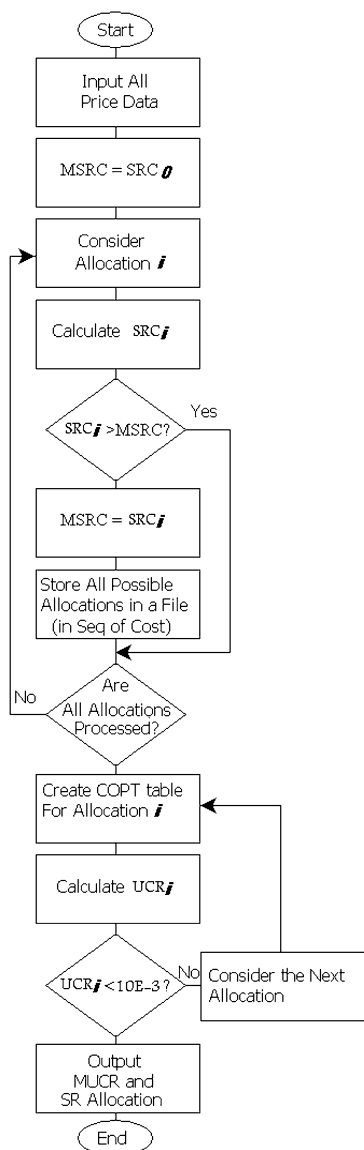 Start
Input All
Price Data
MSRC = SRC0
Consider
Allocation i
Calculate SRCi
SRCi >MSRC?
Yes
MSRC = SRCi
Store All Possible
Allocations in a File
(in Seq of Cost)
No
Are
All Allocations
Processed?
Create COPT table
For Allocation i
Calculate UCRi
UCRi <10E-3?
No
Consider the Next
Allocation
Output
MUCR and
SR Allocation
End